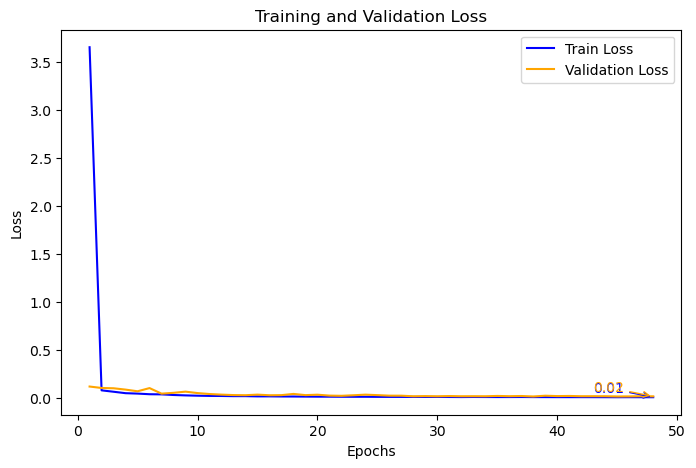 Training and Validation Loss
Train Loss
Validation Loss
3.5
3.0
2.5
2.0
1.5
1.0
0.5
0.0
Loss
0.01
0 10 20 30 40 50
Epochs